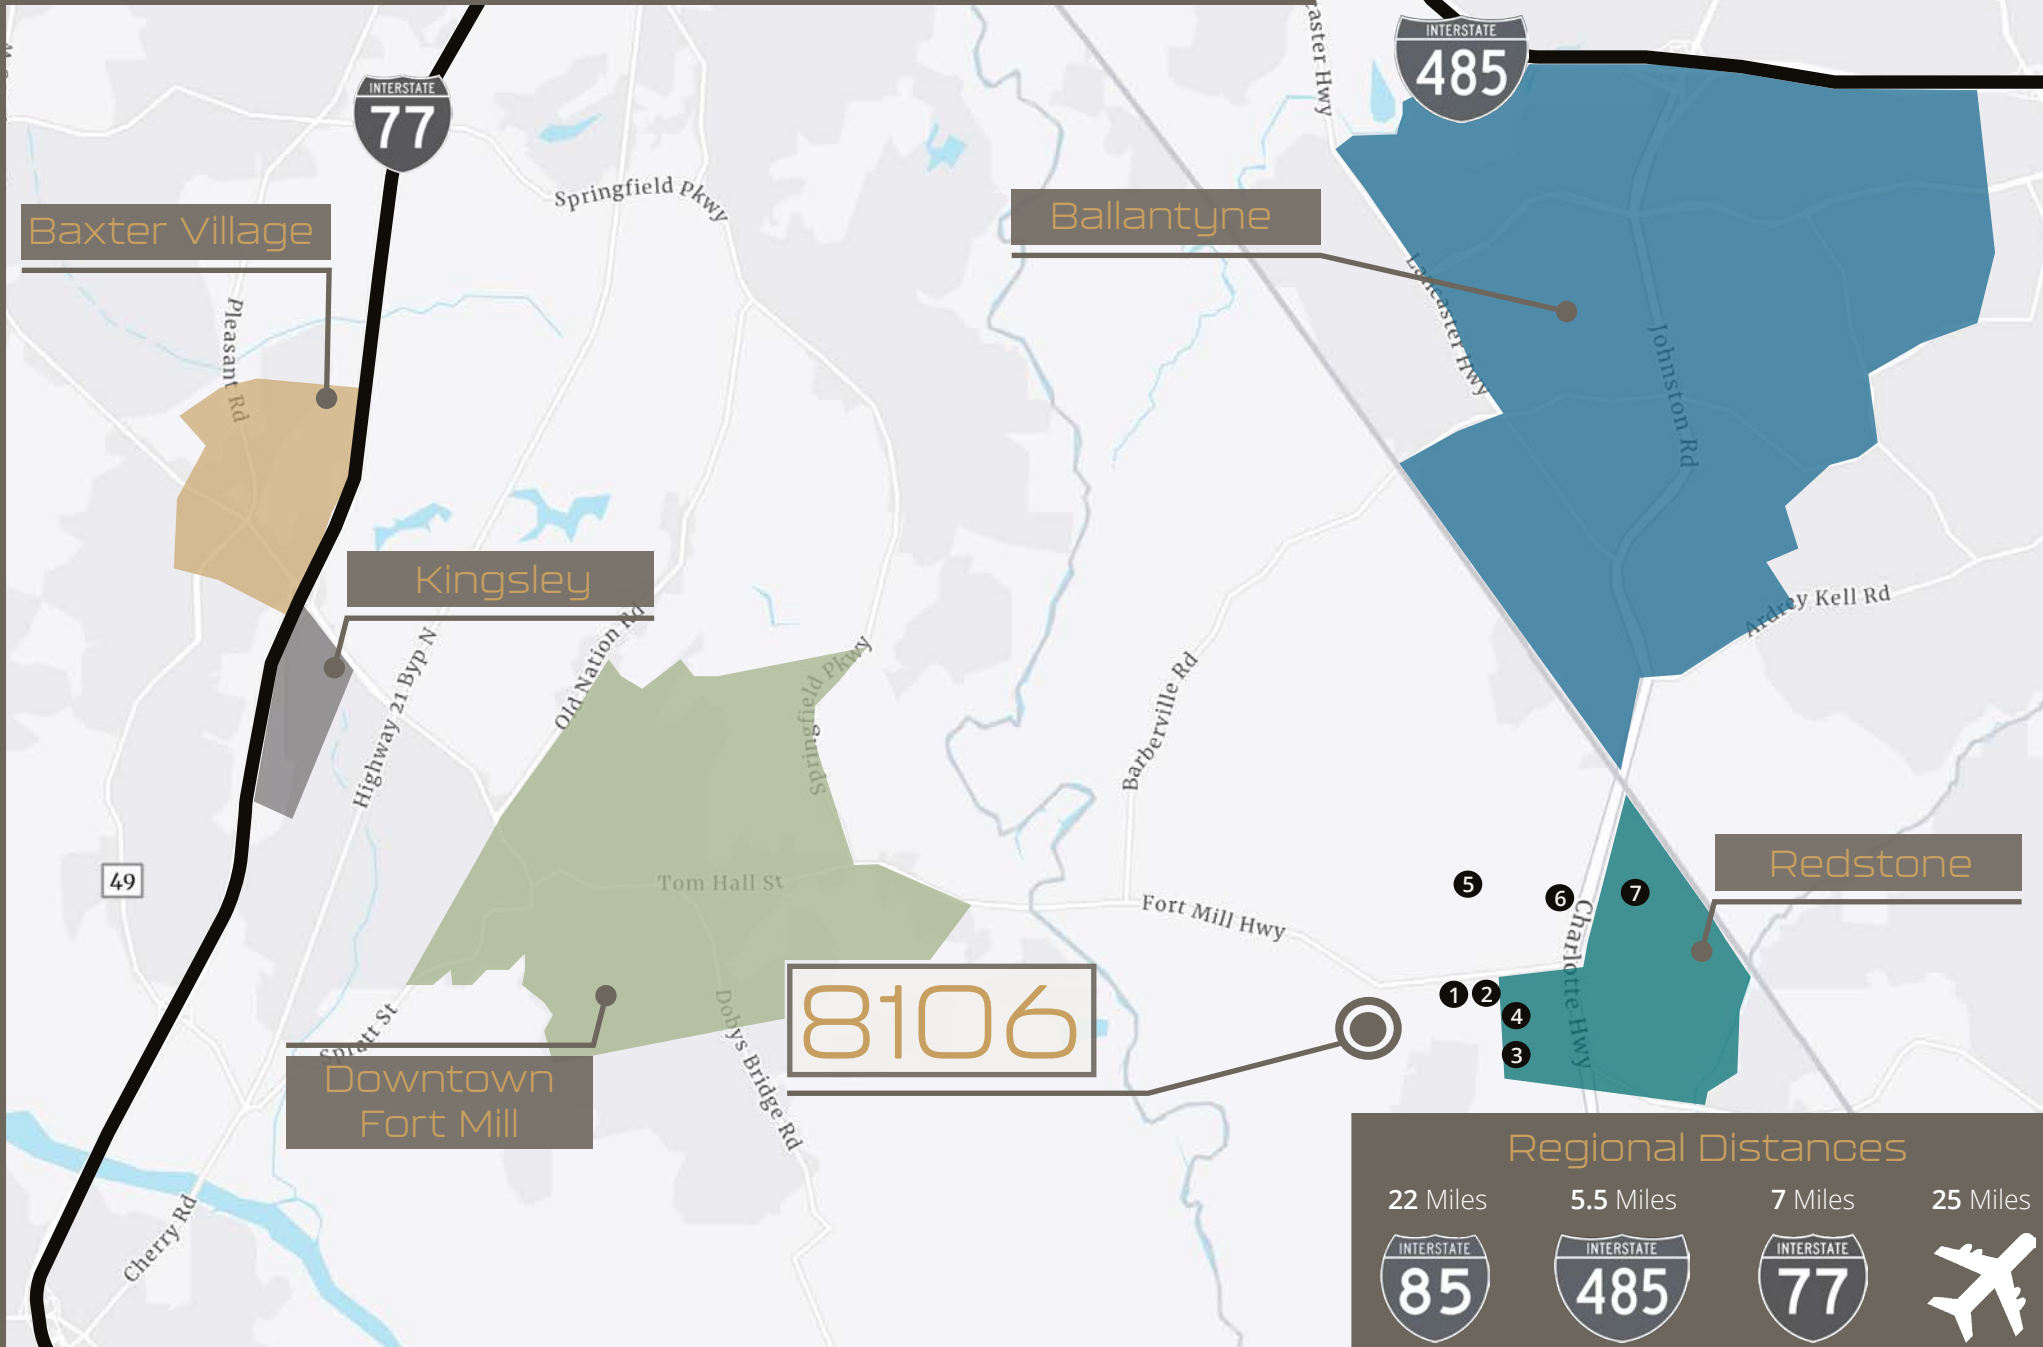 aster Hwy
INTERSTATE
485
INTERSTATE
77
Springfield Pkwy
Baxter Village
Ballantyne
Lancaster Hwy
Pleasant Rd
Johnston Rd
Kingsley
Ardrey Kell Rd
Old Nation Rd
Highway 21 Byp N
Springfield Pkwy
Barberville Rd
Redstone
49
Tom Hall St
5
6
7
Fort Mill Hwy
Charlotte Hwy
8106
1
2
4
3
Spratt St
Dobys Bridge Rd
Downtown
Fort Mill
Cherry Rd
Regional Distances
22 Miles
5.5 Miles
7 Miles
25 Miles
INTERSTATE
85
INTERSTATE
485
INTERSTATE
77